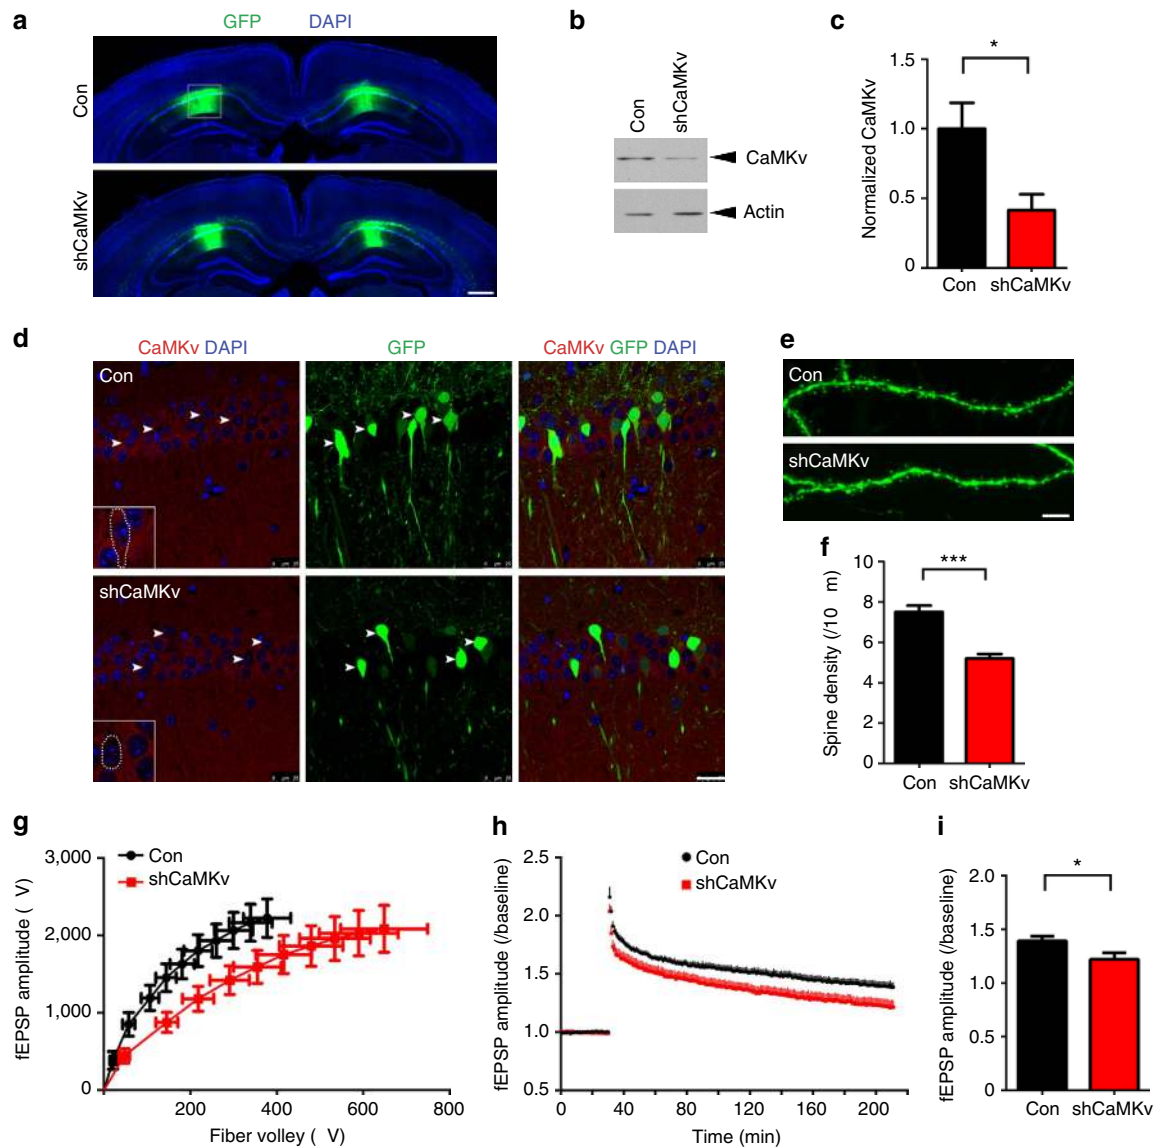 a
GFP DAPI
Con
shCaMKv
b
Con
shCaMKv
CaMKv
Actin
c
Normalized CaMKv
1.5
1.0
0.5
0
*
Con shCaMKv
d
CaMKv DAPI
GFP
CaMKv GFP DAPI
Con
shCaMKv
e
Con
shCaMKv
f
Spine density (/10 m)
10
8
6
4
2
0
***
Con shCaMKv
g
fEPSP amplitude ( V)
3,000
2,000
1,000
0
Con
shCaMKv
200 400 600 800
Fiber volley ( V)
h
fEPSP amplitude (/baseline)
2.5
2.0
1.5
1.0
0.5
Con
shCaMKv
0 40 80 120 160 200
Time (min)
i
fEPSP amplitude (/baseline)
2.0
1.5
1.0
0.5
0
*
Con shCaMKv